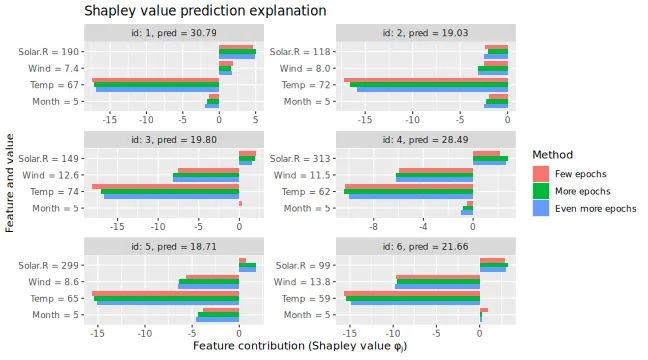 Shapley value prediction explanation
id: 1, pred = 30.79
id: 2, pred = 19.03
Solar.R = 190
Wind = 7.4
Temp = 67
Month = 5
-15 -10 -5 0 5
Solar.R = 118
Wind = 8.0
Temp = 72
Month = 5
-15 -10 -5 0
id: 3, pred = 19.80
id: 4, pred = 28.49
Solar.R = 149
Wind = 12.6
Temp = 74
Month = 5
-15 -10 -5 0
Solar.R = 313
Wind = 11.5
Temp = 62
Month = 5
-8 -4 0
id: 5, pred = 18.71
id: 6, pred = 21.66
Solar.R = 299
Wind = 8.6
Temp = 65
Month = 5
-15 -10 -5 0
Solar.R = 99
Wind = 13.8
Temp = 59
Month = 5
-15 -10 -5 0
Feature and value
Feature contribution (Shapley value φj)
Method
Few epochs
More epochs
Even more epochs